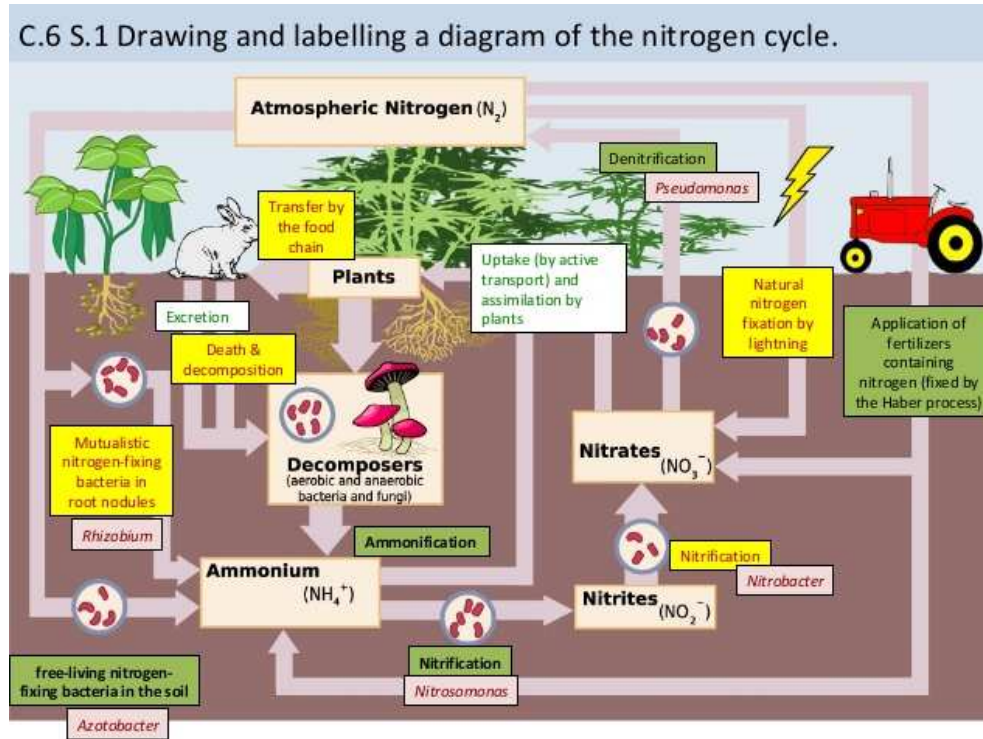 C.6 S.1 Drawing and labelling a diagram of the nitrogen cycle.
Atmospheric Nitrogen (N₂)
Denitrification
Pseudomonas
Transfer by
the food
chain
Plants
Uptake (by active
transport) and
assimilation by
plants
Natural
nitrogen
fixation by
lightning
Application of
fertilizers
containing
nitrogen (fixed by
the Haber process)
Excretion
Death &
decomposition
Mutualistic
nitrogen-fixing
bacteria in
root nodules
Rhizobium
Decomposers
(aerobic and anaerobic
bacteria and fungi)
Nitrates
(NO₃⁻)
Ammonification
Ammonium
(NH₄⁺)
Nitrification
Nitrobacter
Nitrites (NO₂⁻)
free-living nitrogen-
fixing bacteria in the soil
Azotobacter
Nitrification
Nitrosomonas